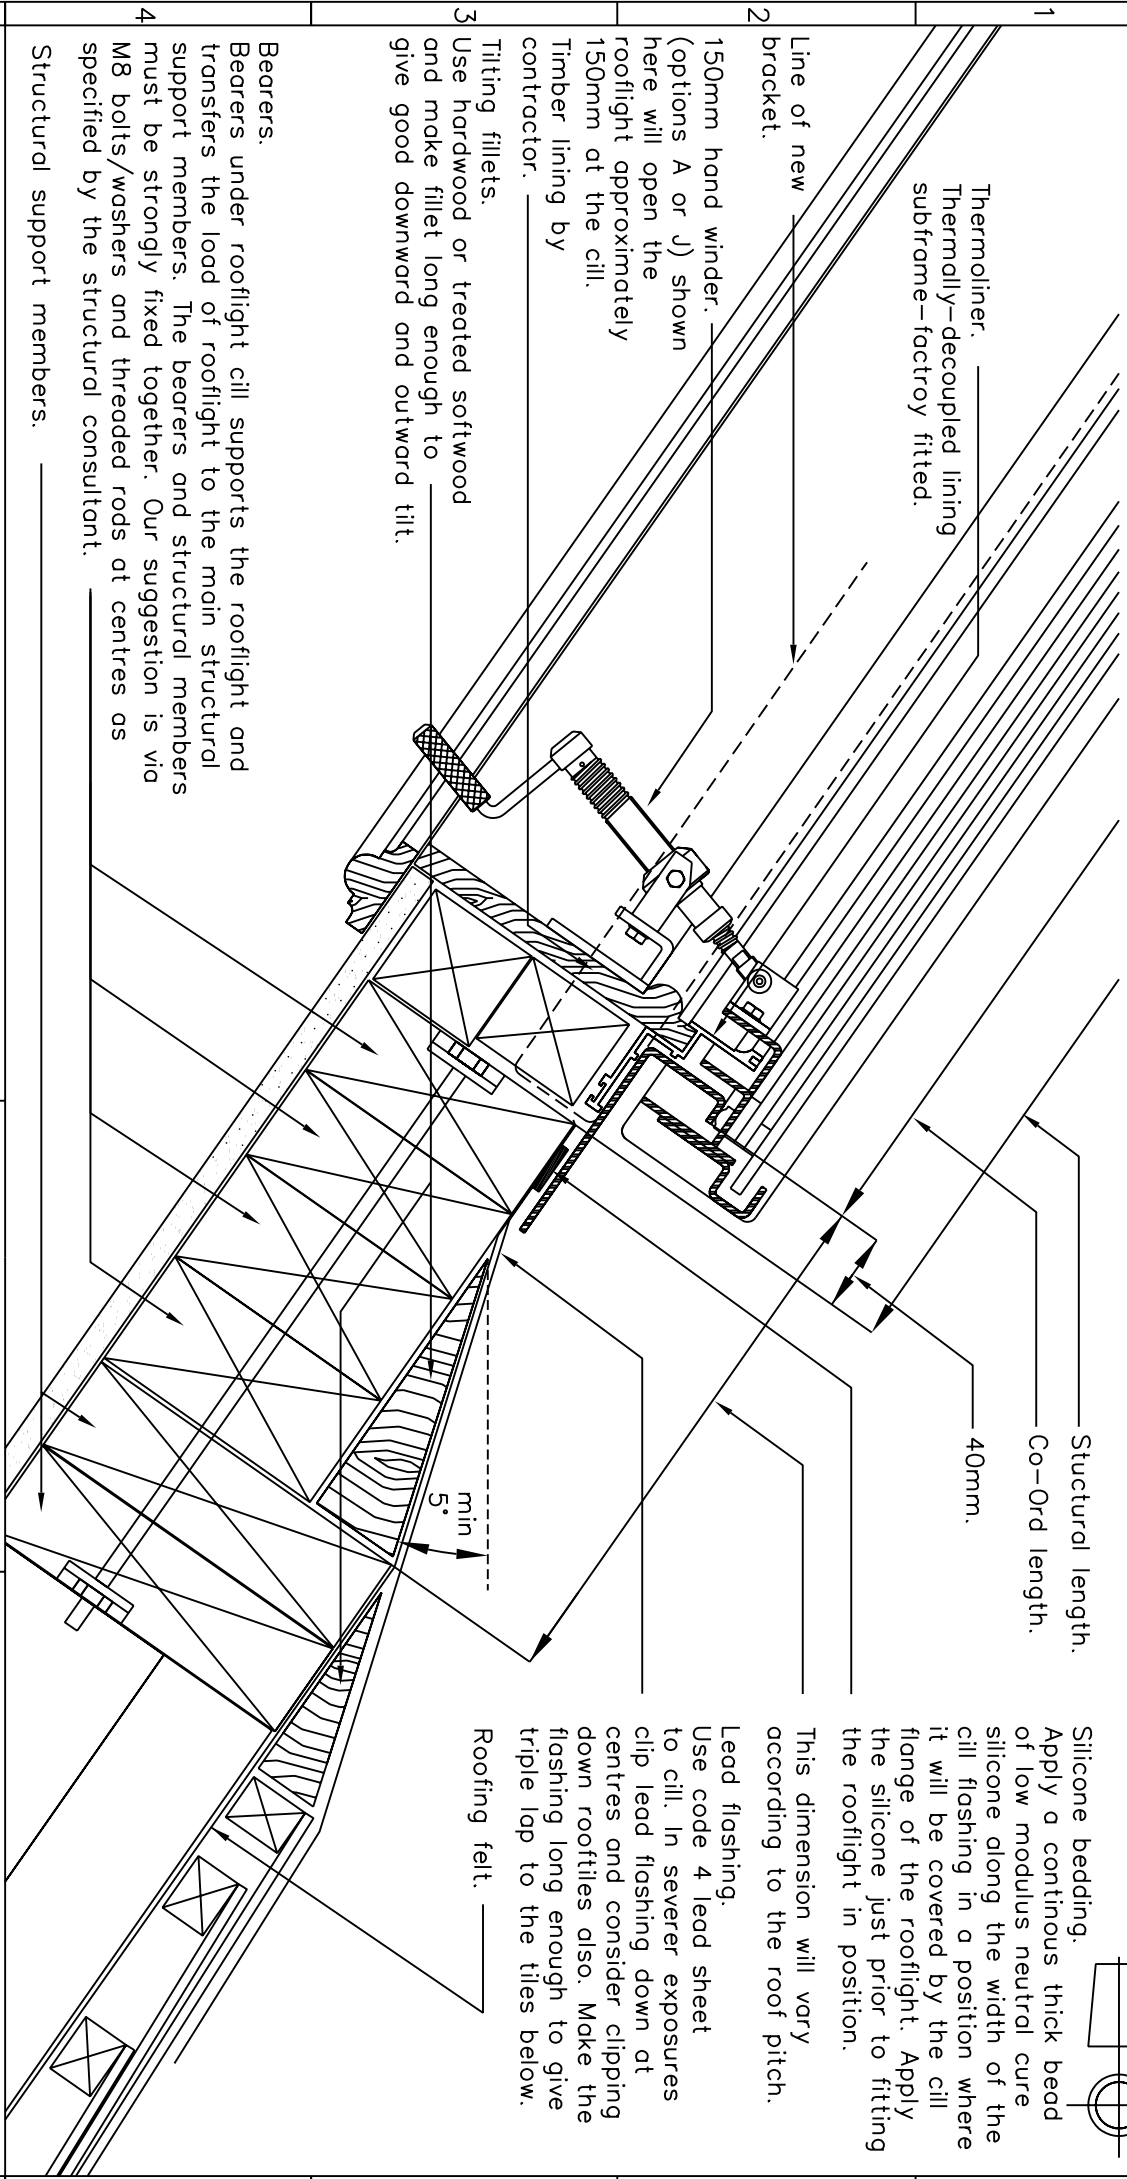 1
2
3
4
Thermoliner.
Thermally-decoupled lining
subframe-factroy fitted.
Line of new
bracket.
150mm hand winder.
(options A or J) shown
here will open the
rooflight approximately
150mm at the cill.
Timber lining by
contractor.
Tilting fillets.
Use hardwood or treated softwood
and make fillet long enough to
give good downward and outward tilt.
Bearers.
Bearers under rooflight cill supports the rooflight and
transfers the load of rooflight to the main structural
support members. The bearers and structural members
must be strongly fixed together. Our suggestion is via
M8 bolts/washers and threaded rods at centres as
specified by the structural consultant.
Structural support members.
Stuctural length.
Co-Ord length.
40mm.
min
5°
Silicone bedding.
Apply a continous thick bead
of low modulus neutral cure
silicone along the width of the
cill flashing in a position where
it will be covered by the cill
flange of the rooflight. Apply
the silicone just prior to fitting
the rooflight in position.
This dimension will vary
according to the roof pitch.
Lead flashing.
Use code 4 lead sheet
to cill. In sever exposures
clip lead flashing down at
centres and consider clipping
down rooftiles also. Make the
flashing long enough to give
triple lap to the tiles below.
Roofing felt.